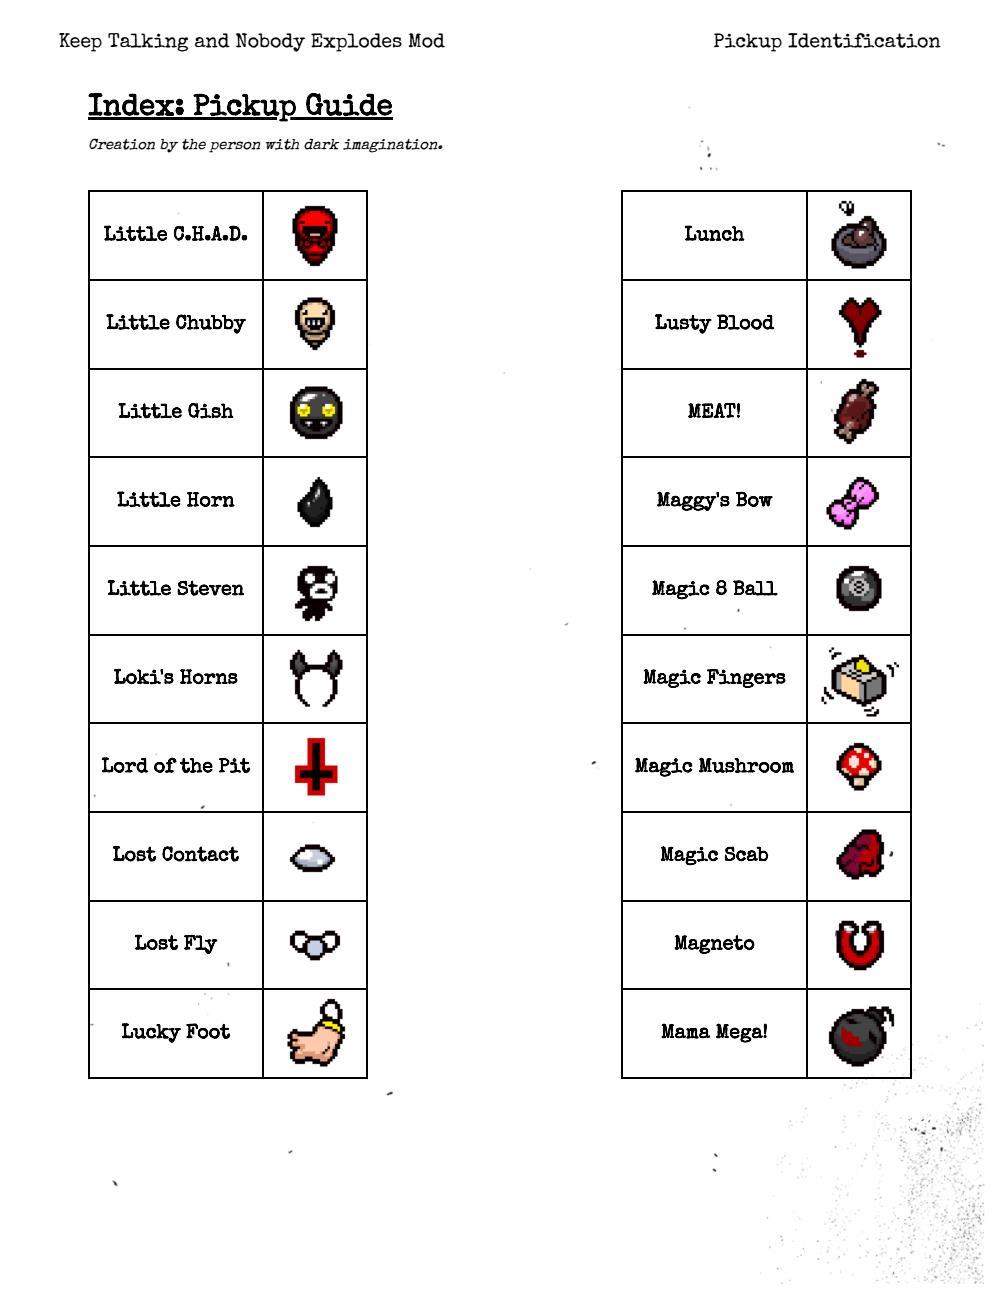 Keep Talking and Nobody Explodes Mod
Pickup Identification
Index: Pickup Guide
Creation by the person with dark imagination.
Little C.H.A.D.
Little Chubby
Little Gish
Little Horn
Little Steven
Loki's Horns
Lord of the Pit
Lost Contact
Lost Fly
Lucky Foot
Lunch
Lusty Blood
MEAT!
Maggy's Bow
Magic 8 Ball
8
Magic Fingers
Magic Mushroom
Magic Scab
Magneto
Mama Mega!